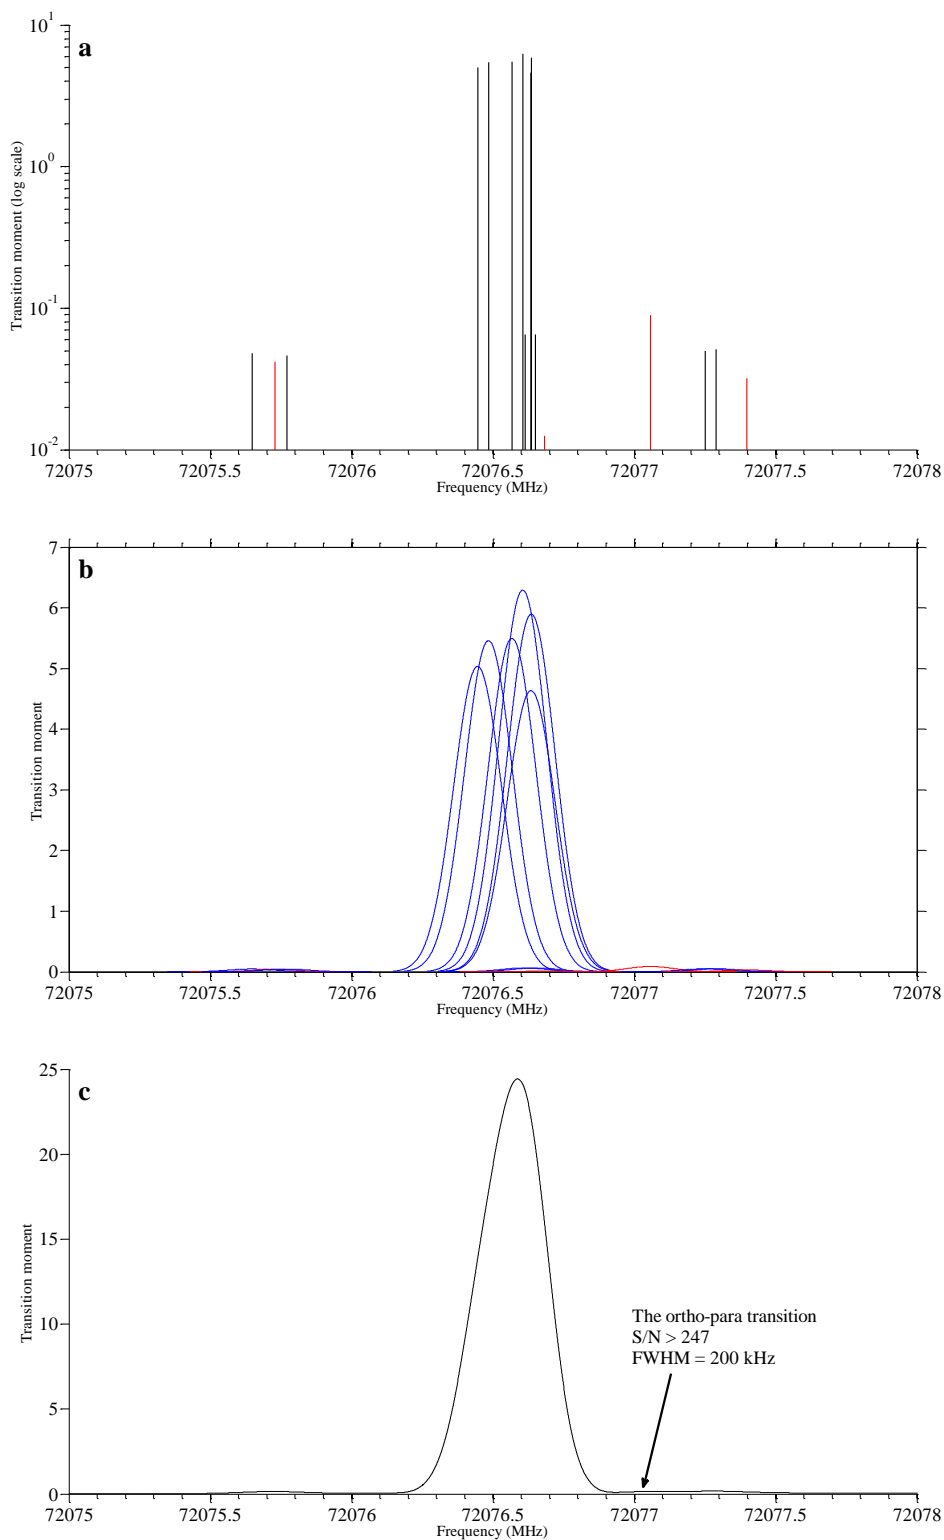 a
10^1
10^0
10^-1
10^-2
Transition moment (log scale)
72075 72075.5 72076 72076.5 72077 72077.5 72078
Frequency (MHz)
b
7
6
5
4
3
2
1
0
Transition moment
72075 72075.5 72076 72076.5 72077 72077.5 72078
Frequency (MHz)
c
25
20
15
10
5
0
Transition moment
The ortho-para transition
S/N > 247
FWHM = 200 kHz
72075 72075.5 72076 72076.5 72077 72077.5 72078
Frequency (MHz)